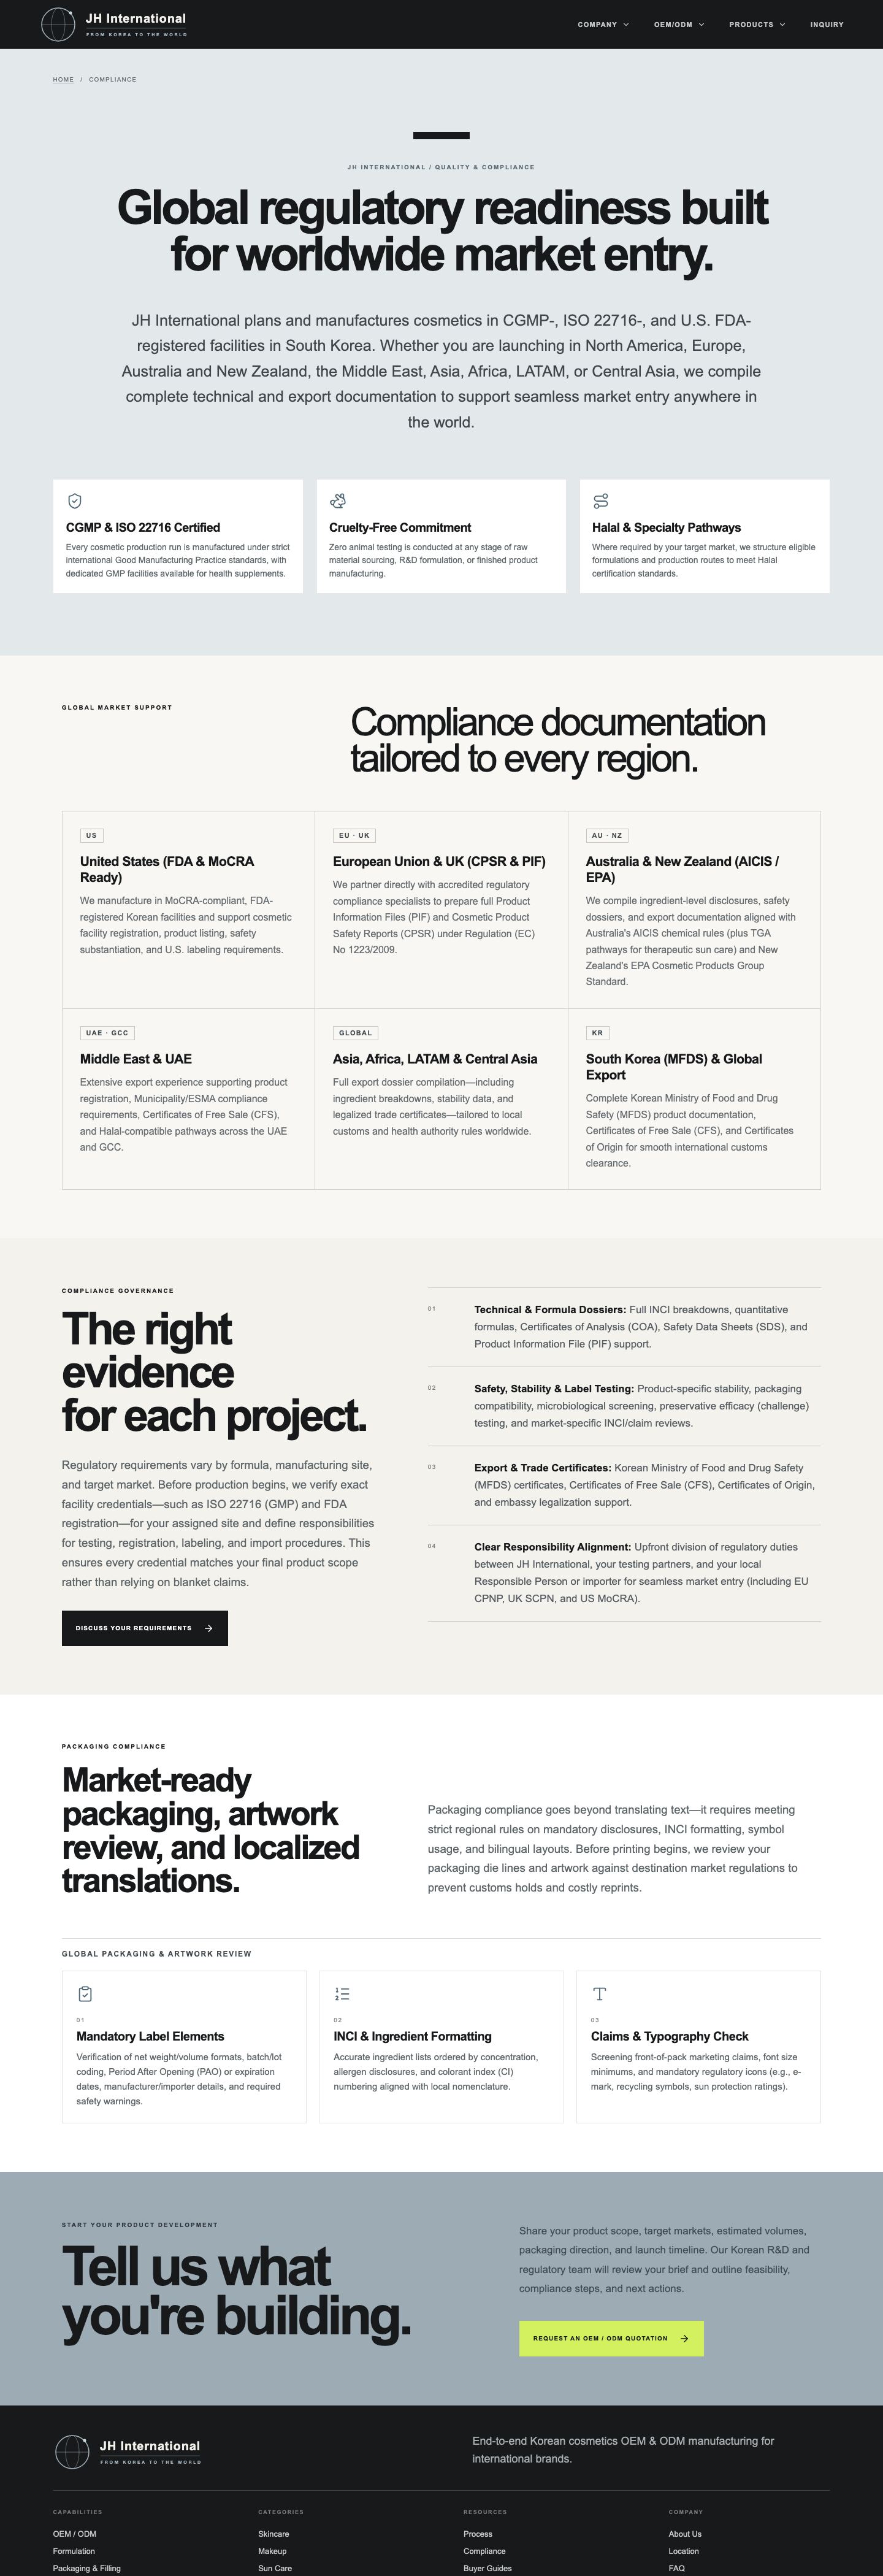 JH International
FROM KOREA TO THE WORLD
COMPANY
OEM/ODM
PRODUCTS
INQUIRY
HOME / COMPLIANCE
JH INTERNATIONAL / QUALITY & COMPLIANCE
Global regulatory readiness built
for worldwide market entry.
JH International plans and manufactures cosmetics in CGMP-, ISO 22716-, and U.S. FDA-
registered facilities in South Korea. Whether you are launching in North America, Europe,
Australia and New Zealand, the Middle East, Asia, Africa, LATAM, or Central Asia, we compile
complete technical and export documentation to support seamless market entry anywhere in
the world.
CGMP & ISO 22716 Certified
Every cosmetic production run is manufactured under strict
international Good Manufacturing Practice standards, with
dedicated GMP facilities available for health supplements.
Cruelty-Free Commitment
Zero animal testing is conducted at any stage of raw
material sourcing, R&D formulation, or finished product
manufacturing.
Halal & Specialty Pathways
Where required by your target market, we structure eligible
formulations and production routes to meet Halal
certification standards.
GLOBAL MARKET SUPPORT
Compliance documentation
tailored to every region.
US
United States (FDA & MoCRA
Ready)
We manufacture in MoCRA-compliant, FDA-
registered Korean facilities and support cosmetic
facility registration, product listing, safety
substantiation, and U.S. labeling requirements.
EU · UK
European Union & UK (CPSR & PIF)
We partner directly with accredited regulatory
compliance specialists to prepare full Product
Information Files (PIF) and Cosmetic Product
Safety Reports (CPSR) under Regulation (EC)
No 1223/2009.
AU · NZ
Australia & New Zealand (AICIS /
EPA)
We compile ingredient-level disclosures, safety
dossiers, and export documentation aligned with
Australia's AICIS chemical rules (plus TGA
pathways for therapeutic sun care) and New
Zealand's EPA Cosmetic Products Group
Standard.
UAE · GCC
Middle East & UAE
Extensive export experience supporting product
registration, Municipality/ESMA compliance
requirements, Certificates of Free Sale (CFS),
and Halal-compatible pathways across the UAE
and GCC.
GLOBAL
Asia, Africa, LATAM & Central Asia
Full export dossier compilation—including
ingredient breakdowns, stability data, and
legalized trade certificates—tailored to local
customs and health authority rules worldwide.
KR
South Korea (MFDS) & Global
Export
Complete Korean Ministry of Food and Drug
Safety (MFDS) product documentation,
Certificates of Free Sale (CFS), and Certificates
of Origin for smooth international customs
clearance.
COMPLIANCE GOVERNANCE
The right
evidence
for each project.
Regulatory requirements vary by formula, manufacturing site,
and target market. Before production begins, we verify exact
facility credentials—such as ISO 22716 (GMP) and FDA
registration—for your assigned site and define responsibilities
for testing, registration, labeling, and import procedures. This
ensures every credential matches your final product scope
rather than relying on blanket claims.
DISCUSS YOUR REQUIREMENTS
01
Technical & Formula Dossiers: Full INCI breakdowns, quantitative
formulas, Certificates of Analysis (COA), Safety Data Sheets (SDS), and
Product Information File (PIF) support.
02
Safety, Stability & Label Testing: Product-specific stability, packaging
compatibility, microbiological screening, preservative efficacy (challenge)
testing, and market-specific INCI/claim reviews.
03
Export & Trade Certificates: Korean Ministry of Food and Drug Safety
(MFDS) certificates, Certificates of Free Sale (CFS), Certificates of Origin,
and embassy legalization support.
04
Clear Responsibility Alignment: Upfront division of regulatory duties
between JH International, your testing partners, and your local
Responsible Person or importer for seamless market entry (including EU
CPNP, UK SCPN, and US MoCRA).
PACKAGING COMPLIANCE
Market-ready
packaging, artwork
review, and localized
translations.
Packaging compliance goes beyond translating text—it requires meeting
strict regional rules on mandatory disclosures, INCI formatting, symbol
usage, and bilingual layouts. Before printing begins, we review your
packaging die lines and artwork against destination market regulations to
prevent customs holds and costly reprints.
GLOBAL PACKAGING & ARTWORK REVIEW
01
Mandatory Label Elements
Verification of net weight/volume formats, batch/lot
coding, Period After Opening (PAO) or expiration
dates, manufacturer/importer details, and required
safety warnings.
02
INCI & Ingredient Formatting
Accurate ingredient lists ordered by concentration,
allergen disclosures, and colorant index (CI)
numbering aligned with local nomenclature.
03
Claims & Typography Check
Screening front-of-pack marketing claims, font size
minimums, and mandatory regulatory icons (e.g., e-
mark, recycling symbols, sun protection ratings).
START YOUR PRODUCT DEVELOPMENT
Tell us what
you're building.
Share your product scope, target markets, estimated volumes,
packaging direction, and launch timeline. Our Korean R&D and
regulatory team will review your brief and outline feasibility,
compliance steps, and next actions.
REQUEST AN OEM / ODM QUOTATION
JH International
FROM KOREA TO THE WORLD
End-to-end Korean cosmetics OEM & ODM manufacturing for
international brands.
CAPABILITIES
OEM / ODM
Formulation
Packaging & Filling
CATEGORIES
Skincare
Makeup
Sun Care
RESOURCES
Process
Compliance
Buyer Guides
COMPANY
About Us
Location
FAQ